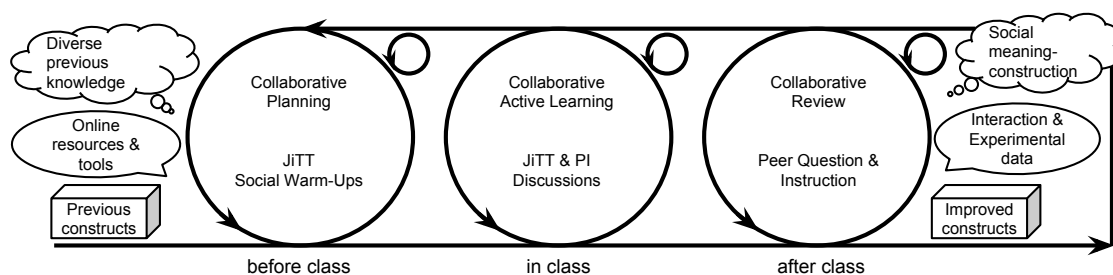 Diverse
previous
knowledge
Online
resources &
tools
Previous
constructs
Collaborative
Planning
JiTT
Social Warm-Ups
before class
Collaborative
Active Learning
JiTT & PI
Discussions
in class
Collaborative
Review
Peer Question &
Instruction
after class
Social
meaning-
construction
Interaction &
Experimental
data
Improved
constructs